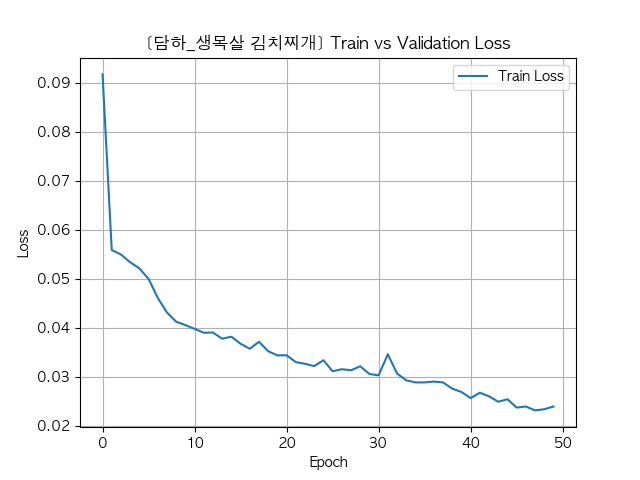 [담하_생목살 김치찌개] Train vs Validation Loss
Train Loss
0.09
0.08
0.07
0.06
0.05
0.04
0.03
0.02
Loss
0 10 20 30 40 50
Epoch